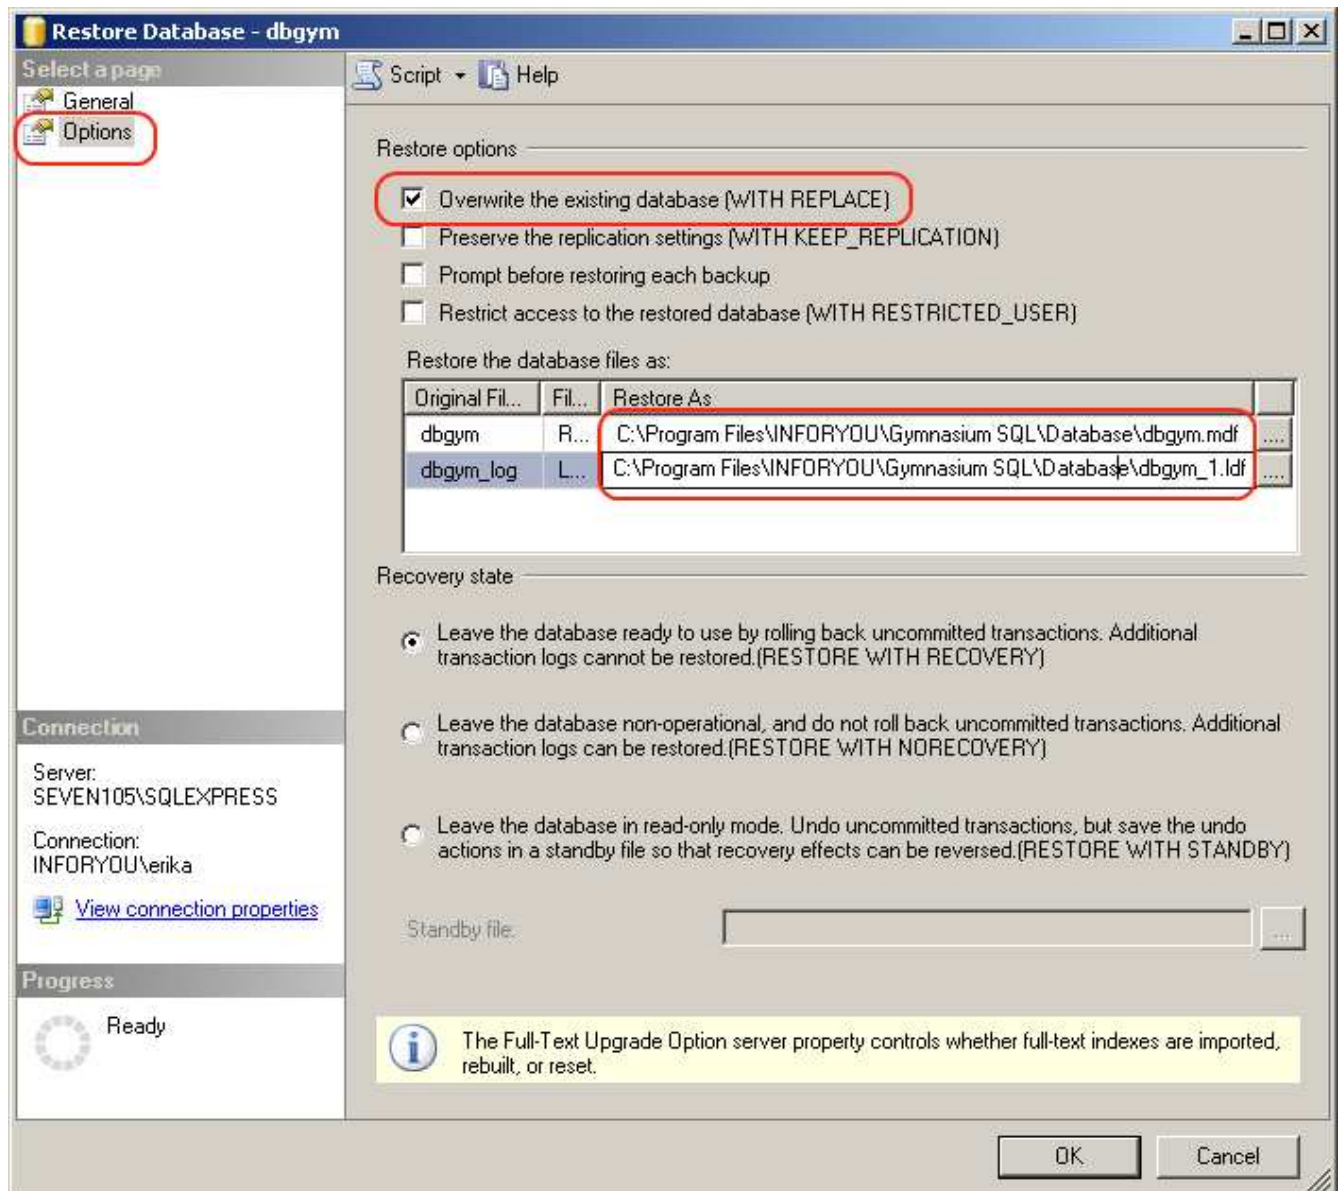 Restore Database - dbgym
Select a page
General
Options
Script
Help
Restore options
Overwrite the existing database (WITH REPLACE)
Preserve the replication settings (WITH KEEP_REPLICATION)
Prompt before restoring each backup
Restrict access to the restored database (WITH RESTRICTED_USER)
Restore the database files as:
Original Fil... Fil... Restore As
dbgym R... C:\Program Files\INFORYOU\Gymnasium SQL\Database\dbgym.mdf ....
dbgym_log L... C:\Program Files\INFORYOU\Gymnasium SQL\Database\dbgym_1.ldf ....
Recovery state
Leave the database ready to use by rolling back uncommitted transactions. Additional
transaction logs cannot be restored.(RESTORE WITH RECOVERY)
Leave the database non-operational, and do not roll back uncommitted transactions. Additional
transaction logs can be restored.(RESTORE WITH NORECOVERY)
Leave the database in read-only mode. Undo uncommitted transactions, but save the undo
actions in a standby file so that recovery effects can be reversed.(RESTORE WITH STANDBY)
Standby file:
...
The Full-Text Upgrade Option server property controls whether full-text indexes are imported,
rebuilt, or reset.
Connection
Server:
SEVEN105\SQLEXPRESS
Connection:
INFORYOU\erika
View connection properties
Progress
Ready
OK
Cancel